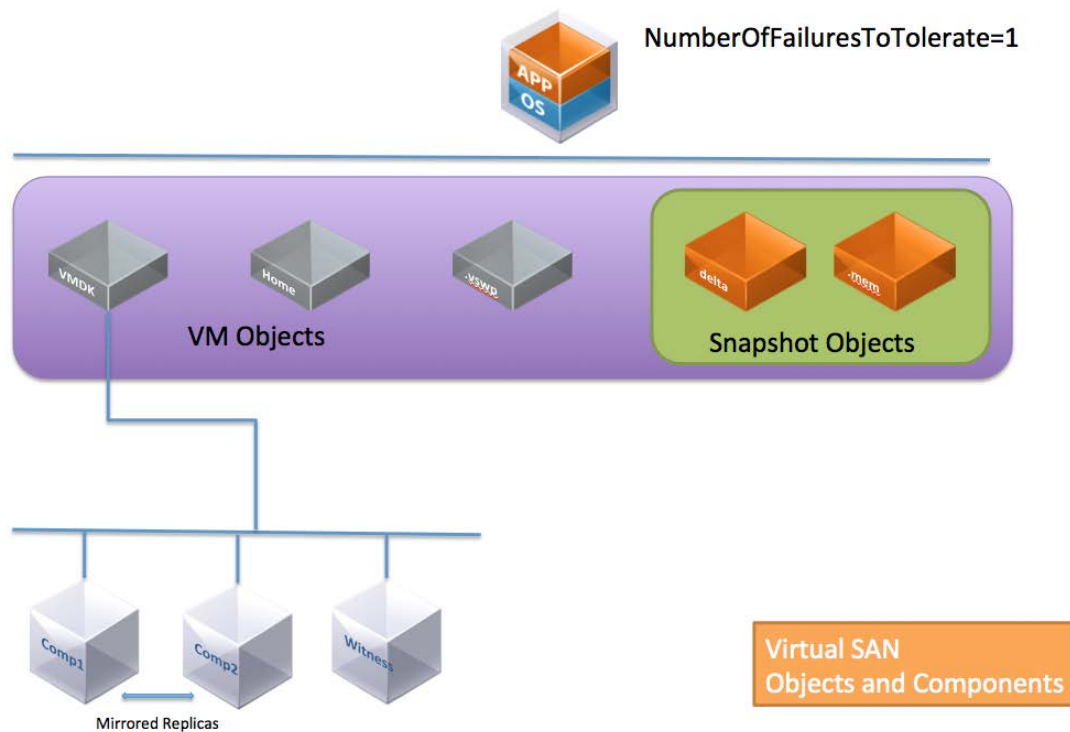 NumberOfFailuresToTolerate=1
APP
OS
VMDK
Home
.vswp
delta
.mem
VM Objects
Snapshot Objects
Comp1
Comp2
Witness
Mirrored Replicas
Virtual SAN
Objects and Components